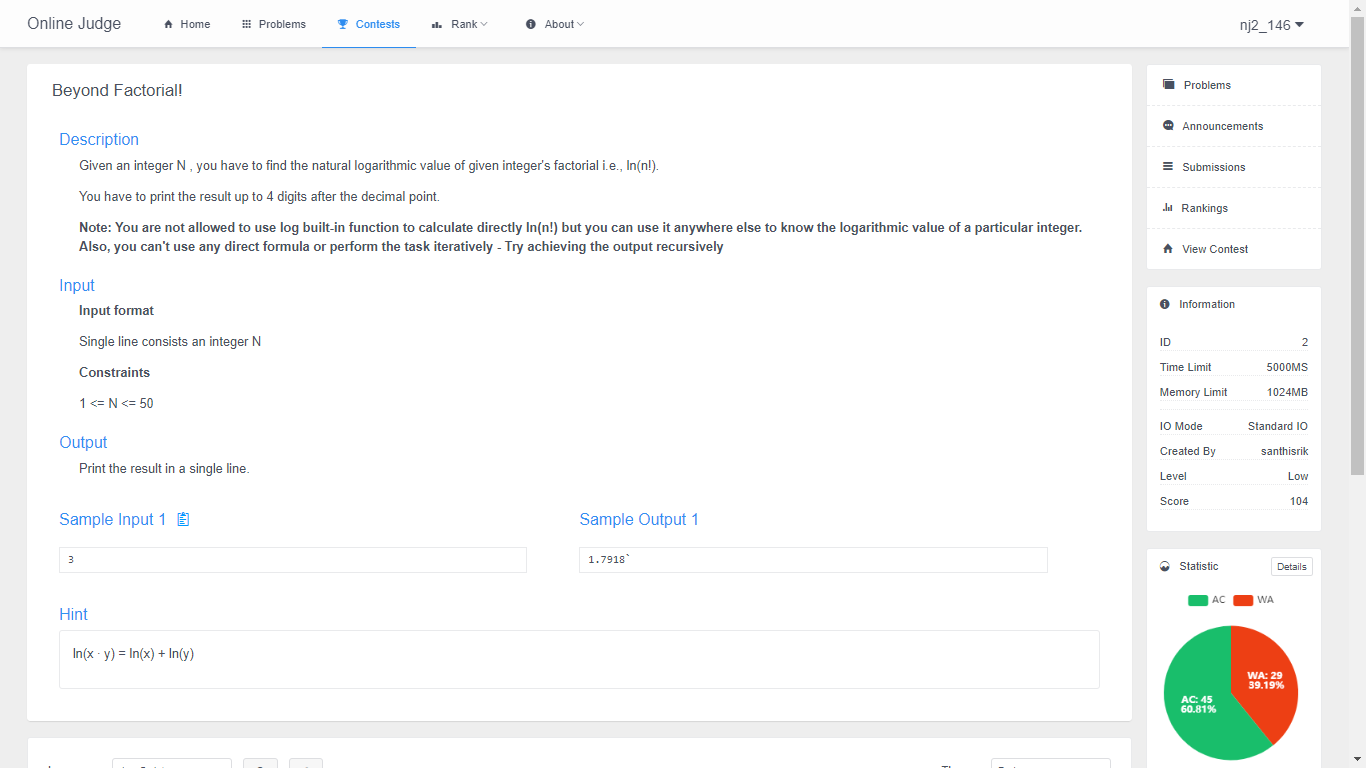 Online Judge
Home
Problems
Contests
Rank
About
nj2_146
Beyond Factorial!
Description
Given an integer N , you have to find the natural logarithmic value of given integer's factorial i.e., ln(n!).
You have to print the result up to 4 digits after the decimal point.
Note: You are not allowed to use log built-in function to calculate directly ln(n!) but you can use it anywhere else to know the logarithmic value of a particular integer.
Also, you can't use any direct formula or perform the task iteratively - Try achieving the output recursively
Input
Input format
Single line consists an integer N
Constraints
1 <= N <= 50
Output
Print the result in a single line.
Sample Input 1
Sample Output 1
3
1.7918`
Hint
ln(x · y) = ln(x) + ln(y)
Problems
Announcements
Submissions
Rankings
View Contest
Information
ID 2
Time Limit 5000MS
Memory Limit 1024MB
IO Mode Standard IO
Created By santhisrik
Level Low
Score 104
Statistic
Details
AC WA
WA: 29
39.19%
AC: 45
60.81%